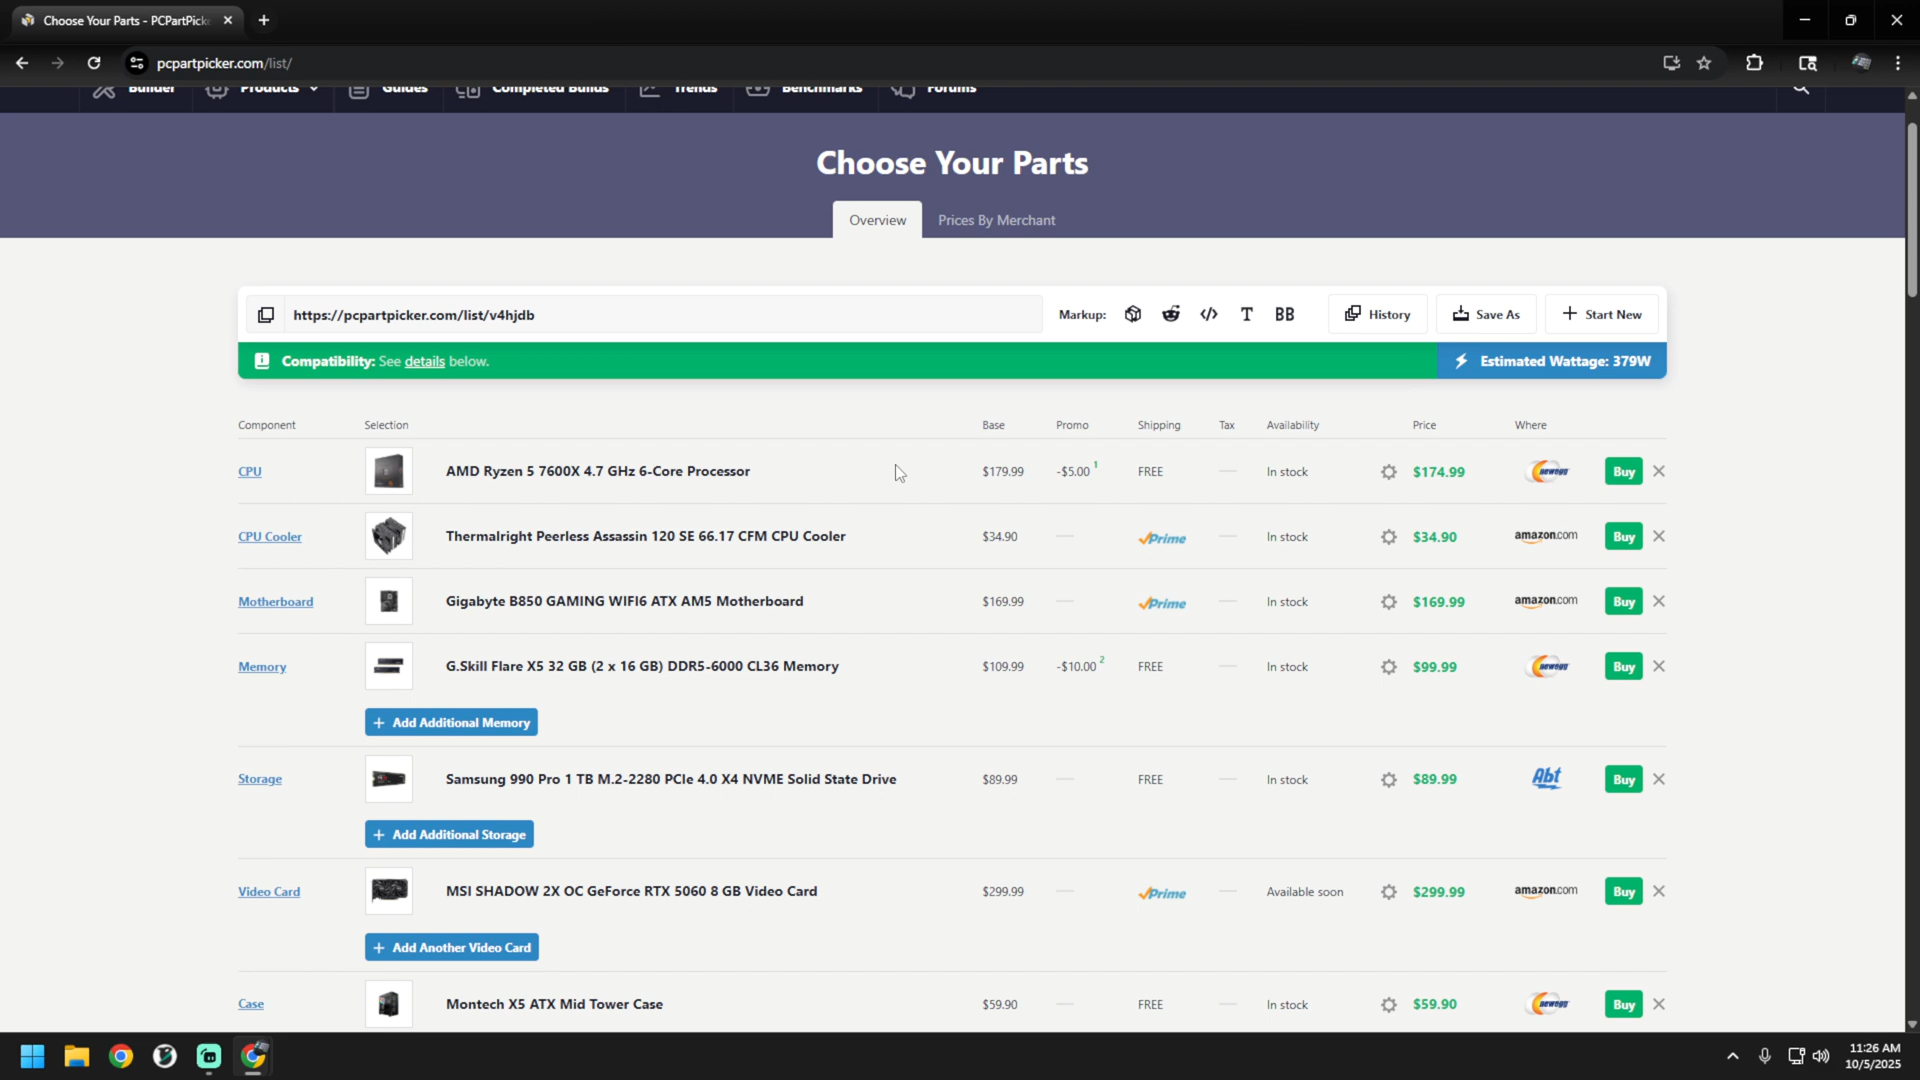 Choose Your Parts - PCPartPick
pcpartpicker.com/list/
Builder Products Guides Completed Builds Trends Benchmarks Forums
Choose Your Parts
Overview Prices By Merchant
https://pcpartpicker.com/list/v4hjdb Markup: T BB History Save As + Start New
Compatibility: See details below. Estimated Wattage: 379W
Component Selection Base Promo Shipping Tax Availability Price Where
CPU AMD Ryzen 5 7600X 4.7 GHz 6-Core Processor $179.99 -$5.00 1 FREE — In stock $174.99 newegg Buy
CPU Cooler Thermalright Peerless Assassin 120 SE 66.17 CFM CPU Cooler $34.90 — Prime — In stock $34.90 amazon.com Buy
Motherboard Gigabyte B850 GAMING WIFI6 ATX AM5 Motherboard $169.99 — Prime — In stock $169.99 amazon.com Buy
Memory G.Skill Flare X5 32 GB (2 x 16 GB) DDR5-6000 CL36 Memory $109.99 -$10.00 2 FREE — In stock $99.99 newegg Buy
+ Add Additional Memory
Storage Samsung 990 Pro 1 TB M.2-2280 PCIe 4.0 X4 NVME Solid State Drive $89.99 — FREE — In stock $89.99 Abt Buy
+ Add Additional Storage
Video Card MSI SHADOW 2X OC GeForce RTX 5060 8 GB Video Card $299.99 — Prime — Available soon $299.99 amazon.com Buy
+ Add Another Video Card
Case Montech X5 ATX Mid Tower Case $59.90 — FREE — In stock $59.90 newegg Buy
11:26 AM
10/5/2025